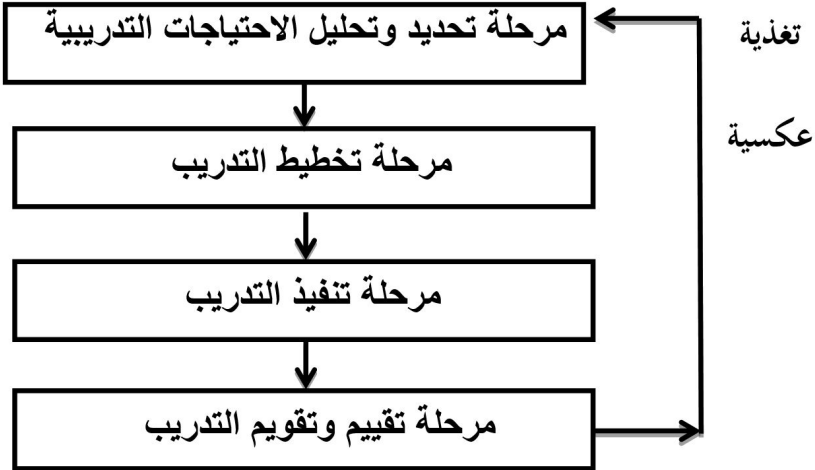 مرحلة تحديد وتحليل الاحتياجات التدريبية
تغذية
عكسية
مرحلة تخطيط التدريب
مرحلة تنفيذ التدريب
مرحلة تقييم وتقويم التدريب